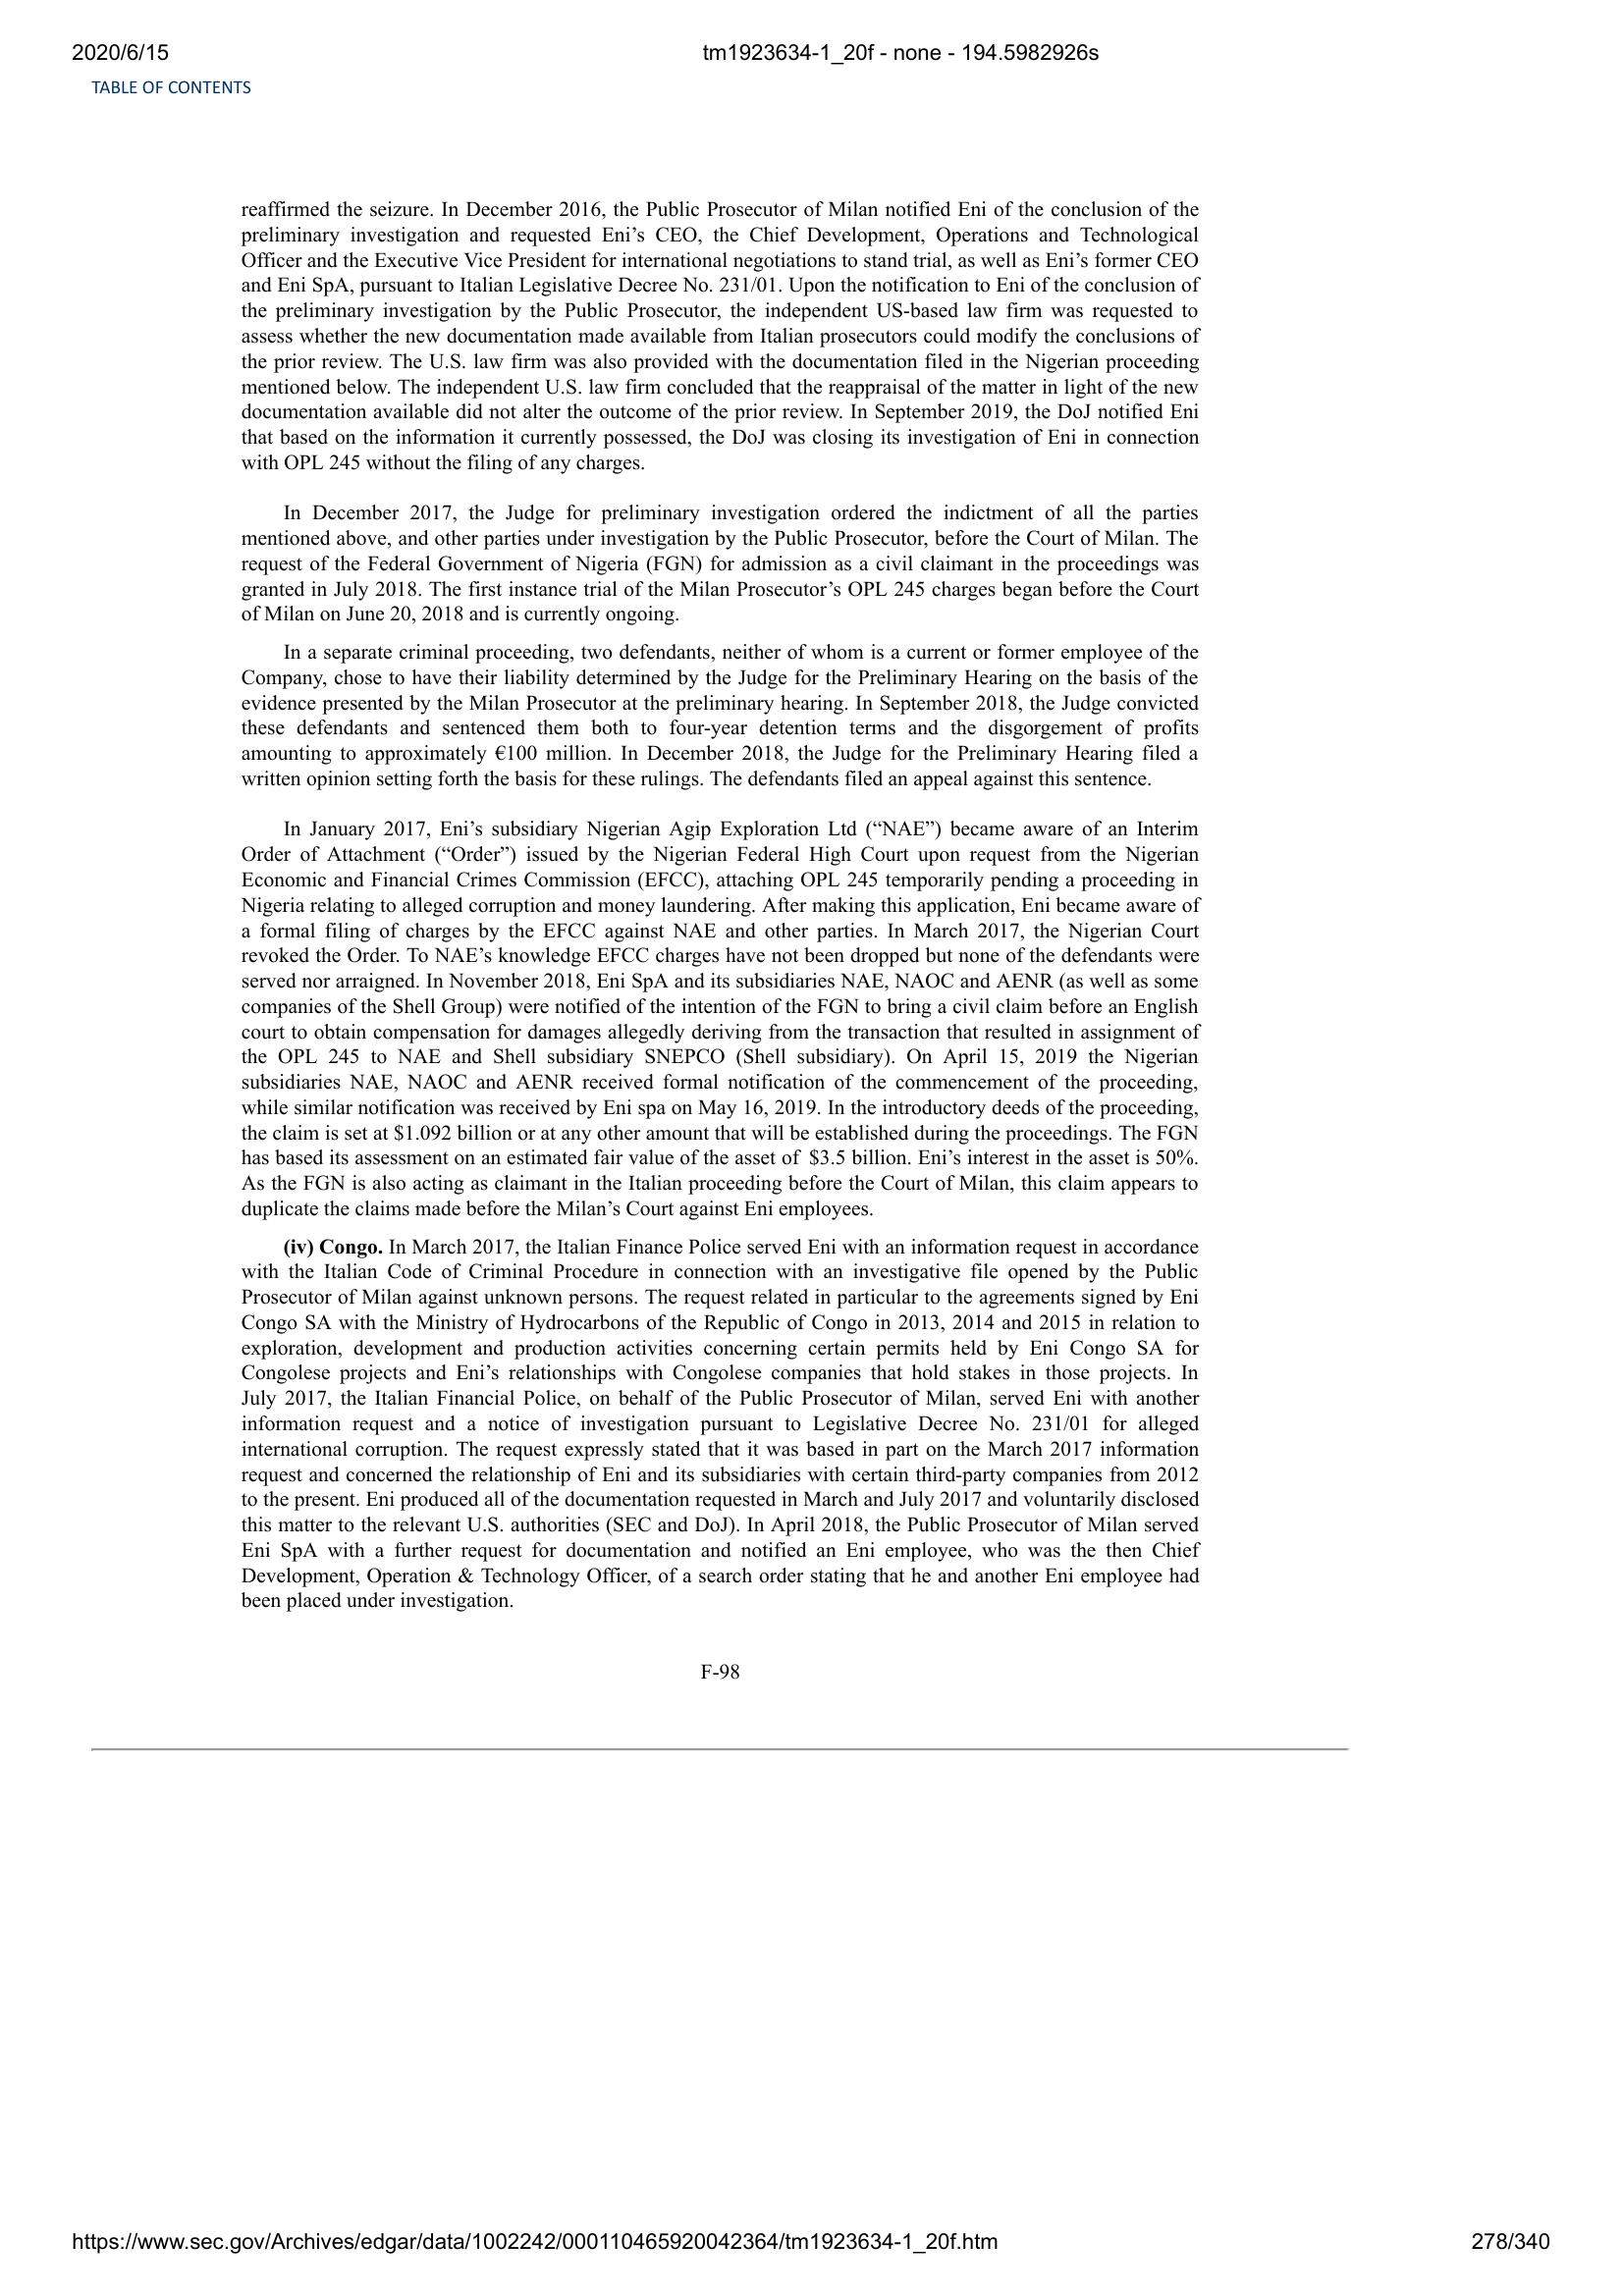 2020/6/15 tm1923634-1_20f - none - 194.5982926s
TABLE OF CONTENTS
reaffirmed the seizure. In December 2016, the Public Prosecutor of Milan notified Eni of the conclusion of the
preliminary investigation and requested Eni’s CEO, the Chief Development, Operations and Technological
Officer and the Executive Vice President for international negotiations to stand trial, as well as Eni’s former CEO
and Eni SpA, pursuant to Italian Legislative Decree No. 231/01. Upon the notification to Eni of the conclusion of
the preliminary investigation by the Public Prosecutor, the independent US-based law firm was requested to
assess whether the new documentation made available from Italian prosecutors could modify the conclusions of
the prior review. The U.S. law firm was also provided with the documentation filed in the Nigerian proceeding
mentioned below. The independent U.S. law firm concluded that the reappraisal of the matter in light of the new
documentation available did not alter the outcome of the prior review. In September 2019, the DoJ notified Eni
that based on the information it currently possessed, the DoJ was closing its investigation of Eni in connection
with OPL 245 without the filing of any charges.
In December 2017, the Judge for preliminary investigation ordered the indictment of all the parties
mentioned above, and other parties under investigation by the Public Prosecutor, before the Court of Milan. The
request of the Federal Government of Nigeria (FGN) for admission as a civil claimant in the proceedings was
granted in July 2018. The first instance trial of the Milan Prosecutor’s OPL 245 charges began before the Court
of Milan on June 20, 2018 and is currently ongoing.
In a separate criminal proceeding, two defendants, neither of whom is a current or former employee of the
Company, chose to have their liability determined by the Judge for the Preliminary Hearing on the basis of the
evidence presented by the Milan Prosecutor at the preliminary hearing. In September 2018, the Judge convicted
these defendants and sentenced them both to four-year detention terms and the disgorgement of profits
amounting to approximately €100 million. In December 2018, the Judge for the Preliminary Hearing filed a
written opinion setting forth the basis for these rulings. The defendants filed an appeal against this sentence.
In January 2017, Eni’s subsidiary Nigerian Agip Exploration Ltd (“NAE”) became aware of an Interim
Order of Attachment (“Order”) issued by the Nigerian Federal High Court upon request from the Nigerian
Economic and Financial Crimes Commission (EFCC), attaching OPL 245 temporarily pending a proceeding in
Nigeria relating to alleged corruption and money laundering. After making this application, Eni became aware of
a formal filing of charges by the EFCC against NAE and other parties. In March 2017, the Nigerian Court
revoked the Order. To NAE’s knowledge EFCC charges have not been dropped but none of the defendants were
served nor arraigned. In November 2018, Eni SpA and its subsidiaries NAE, NAOC and AENR (as well as some
companies of the Shell Group) were notified of the intention of the FGN to bring a civil claim before an English
court to obtain compensation for damages allegedly deriving from the transaction that resulted in assignment of
the OPL 245 to NAE and Shell subsidiary SNEPCO (Shell subsidiary). On April 15, 2019 the Nigerian
subsidiaries NAE, NAOC and AENR received formal notification of the commencement of the proceeding,
while similar notification was received by Eni spa on May 16, 2019. In the introductory deeds of the proceeding,
the claim is set at $1.092 billion or at any other amount that will be established during the proceedings. The FGN
has based its assessment on an estimated fair value of the asset of $3.5 billion. Eni’s interest in the asset is 50%.
As the FGN is also acting as claimant in the Italian proceeding before the Court of Milan, this claim appears to
duplicate the claims made before the Milan’s Court against Eni employees.
(iv) Congo. In March 2017, the Italian Finance Police served Eni with an information request in accordance
with the Italian Code of Criminal Procedure in connection with an investigative file opened by the Public
Prosecutor of Milan against unknown persons. The request related in particular to the agreements signed by Eni
Congo SA with the Ministry of Hydrocarbons of the Republic of Congo in 2013, 2014 and 2015 in relation to
exploration, development and production activities concerning certain permits held by Eni Congo SA for
Congolese projects and Eni’s relationships with Congolese companies that hold stakes in those projects. In
July 2017, the Italian Financial Police, on behalf of the Public Prosecutor of Milan, served Eni with another
information request and a notice of investigation pursuant to Legislative Decree No. 231/01 for alleged
international corruption. The request expressly stated that it was based in part on the March 2017 information
request and concerned the relationship of Eni and its subsidiaries with certain third-party companies from 2012
to the present. Eni produced all of the documentation requested in March and July 2017 and voluntarily disclosed
this matter to the relevant U.S. authorities (SEC and DoJ). In April 2018, the Public Prosecutor of Milan served
Eni SpA with a further request for documentation and notified an Eni employee, who was the then Chief
Development, Operation & Technology Officer, of a search order stating that he and another Eni employee had
been placed under investigation.
F-98
https://www.sec.gov/Archives/edgar/data/1002242/000110465920042364/tm1923634-1_20f.htm 278/340